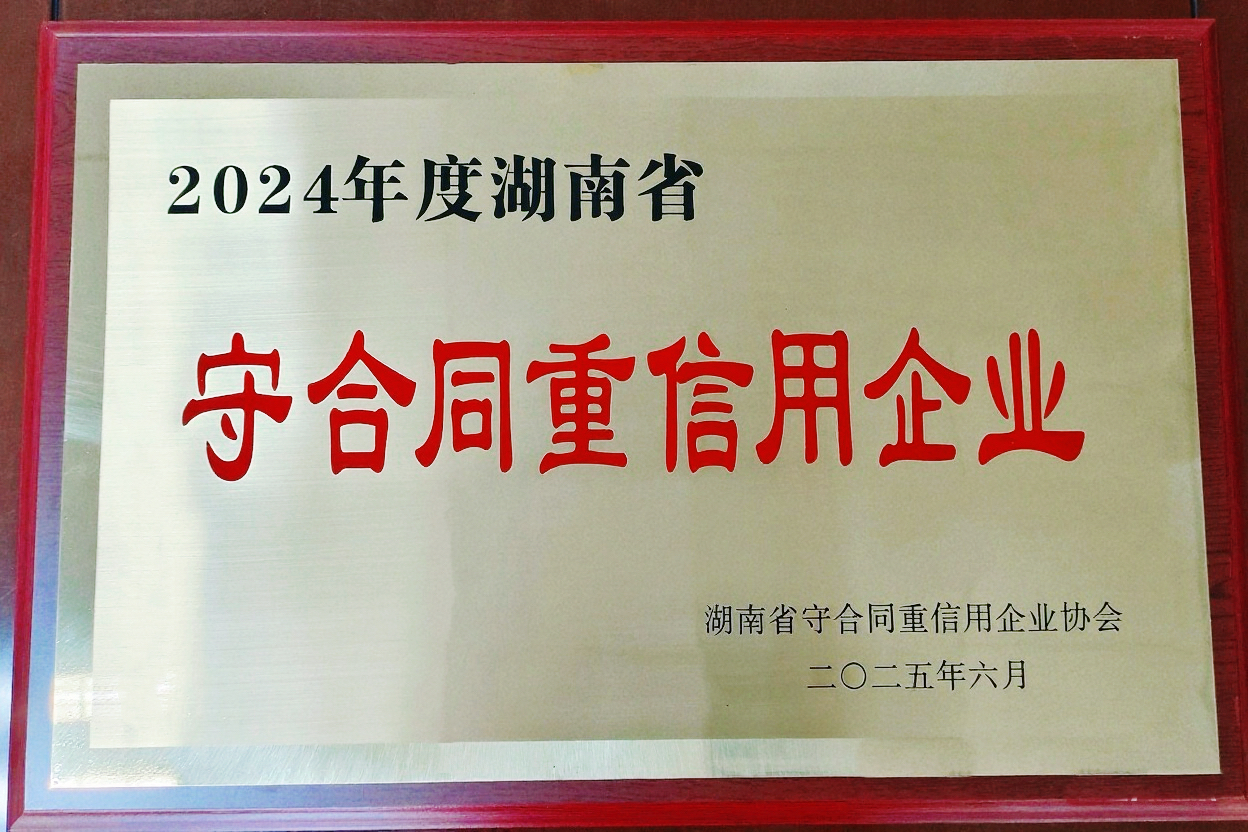 2024年度湖南省
守合同重信用企业
湖南省守合同重信用企业协会
二〇二五年六月